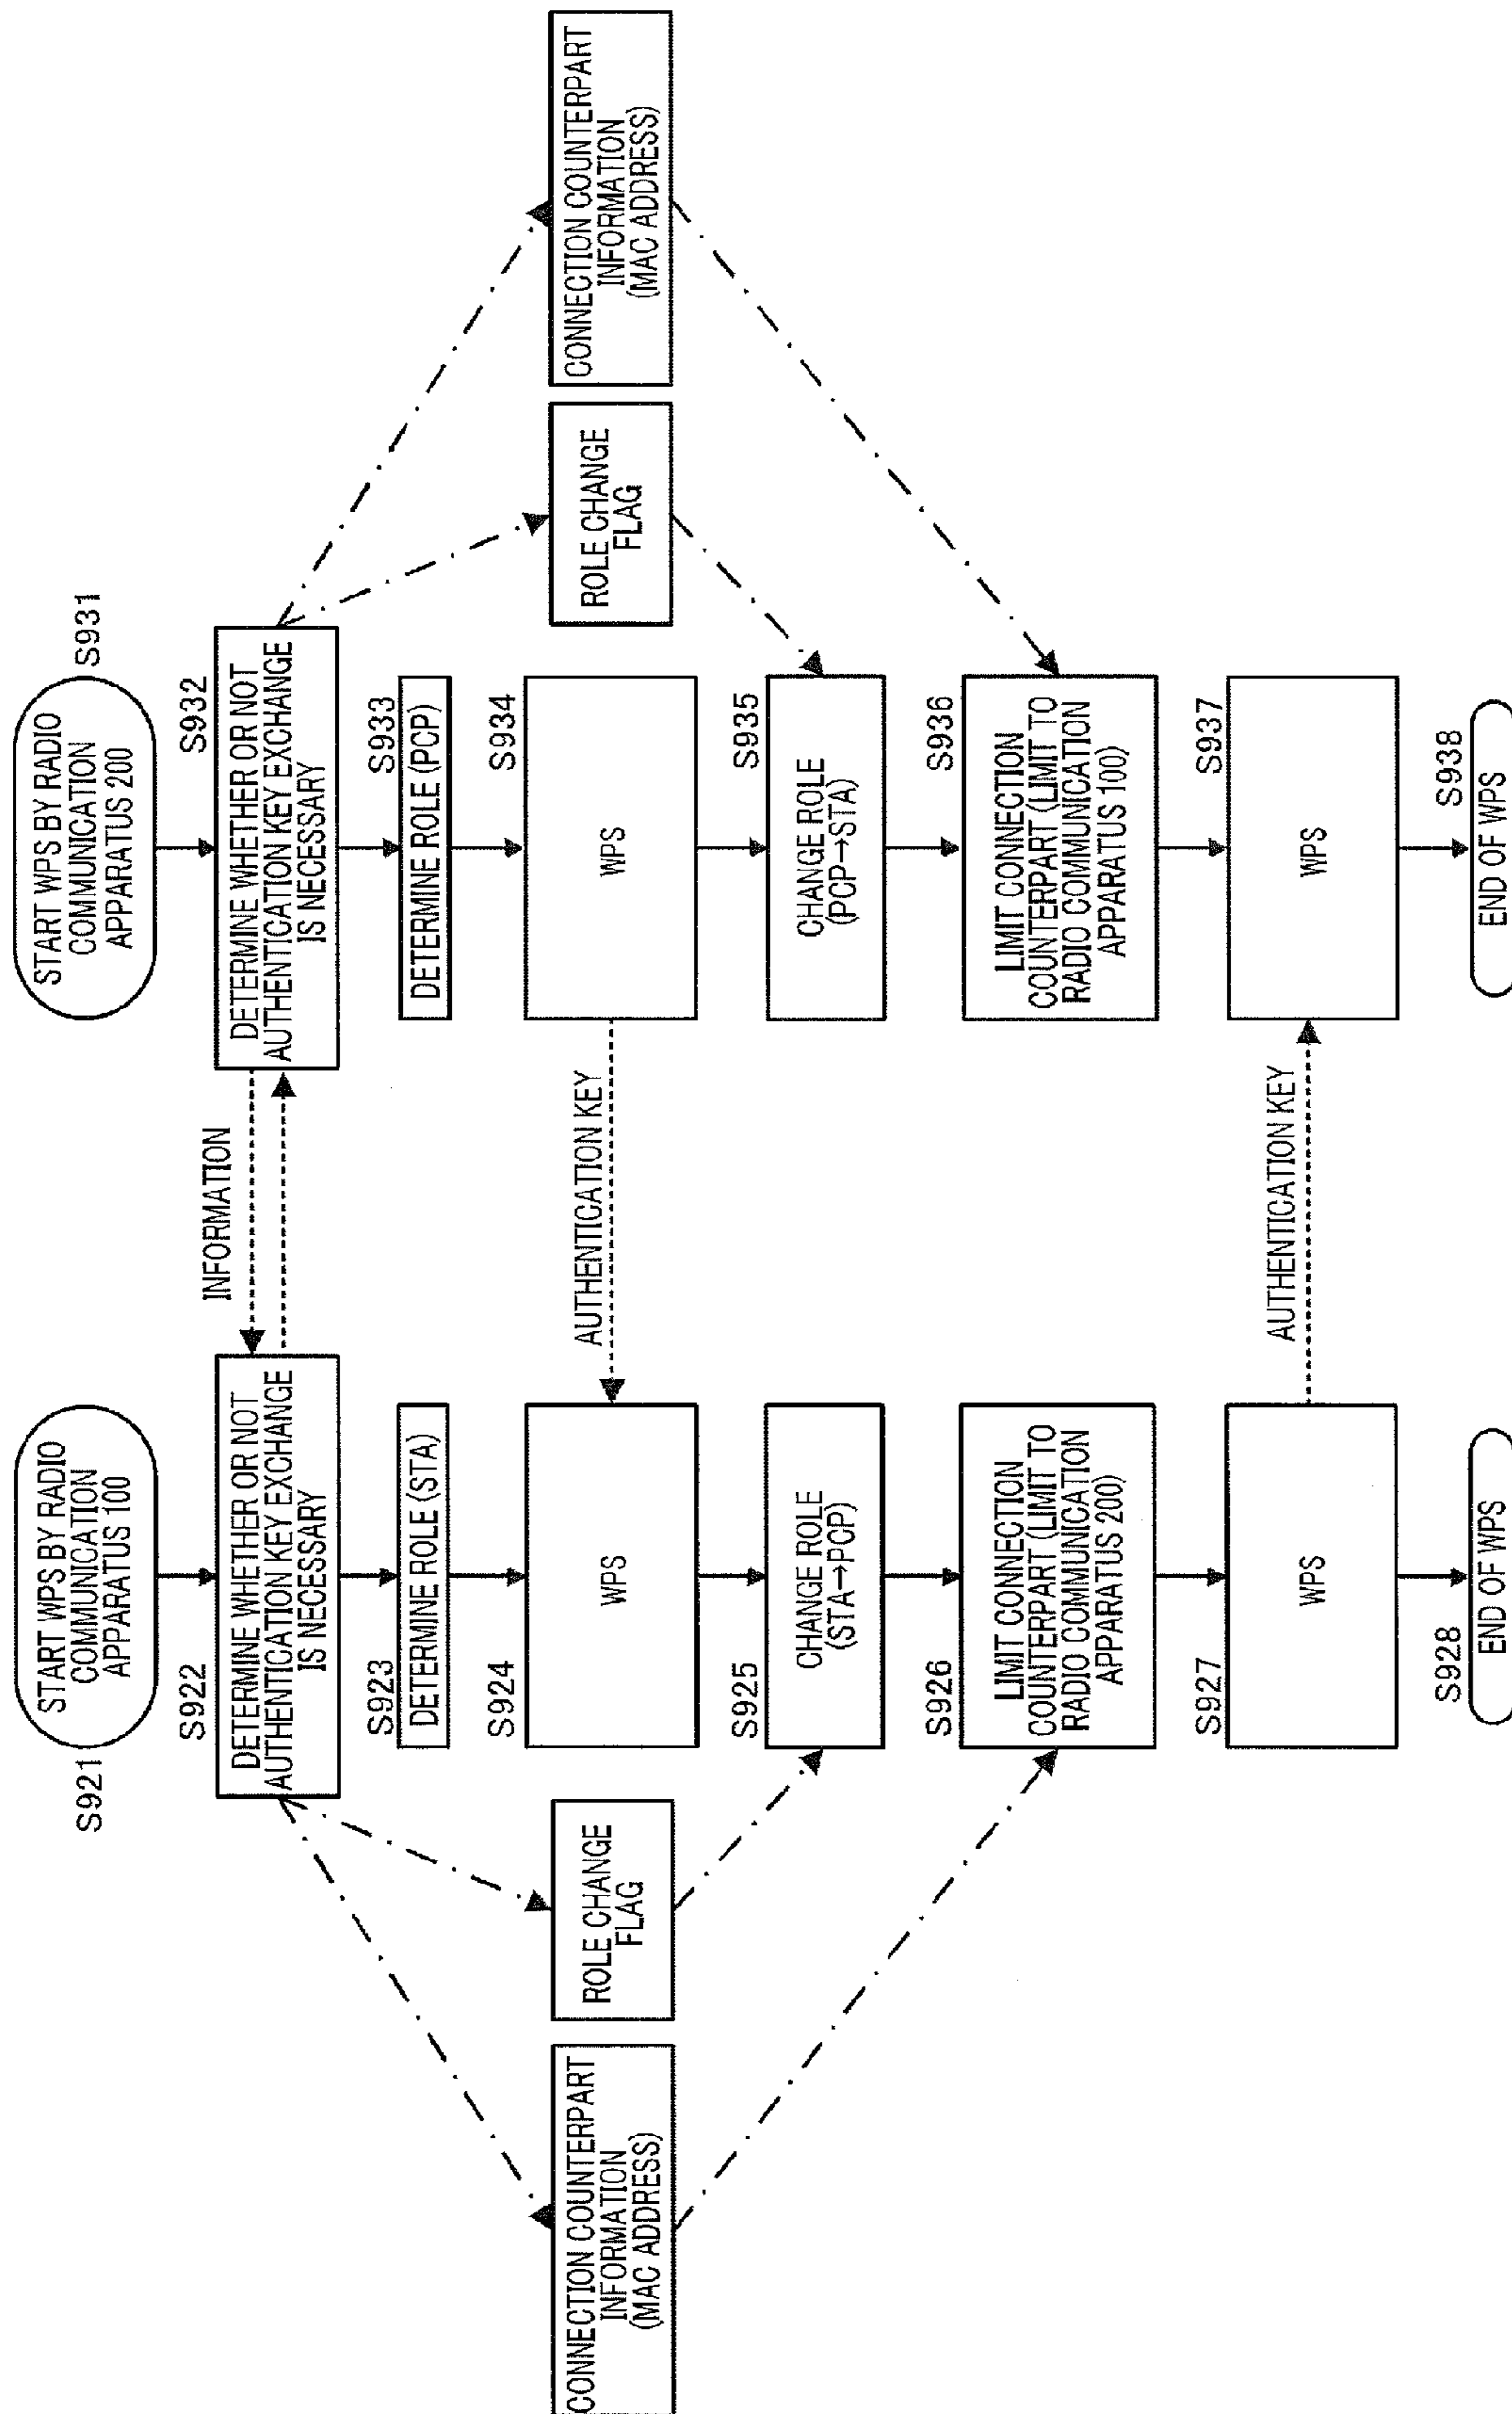 START WPS BY RADIO
COMMUNICATION
APPARATUS 100
S921
S922
DETERMINE WHETHER OR NOT
AUTHENTICATION KEY EXCHANGE
IS NECESSARY
S923
DETERMINE ROLE (STA)
S924
WPS
CONNECTION COUNTERPART
INFORMATION
(MAC ADDRESS)
ROLE CHANGE
FLAG
S925
CHANGE ROLE
(STA→PCP)
S926
LIMIT CONNECTION
COUNTERPART (LIMIT TO
RADIO COMMUNICATION
APPARATUS 200)
S927
WPS
S928
END OF WPS
INFORMATION
AUTHENTICATION KEY
AUTHENTICATION KEY
START WPS BY RADIO
COMMUNICATION
APPARATUS 200
S931
S932
DETERMINE WHETHER OR NOT
AUTHENTICATION KEY EXCHANGE
IS NECESSARY
S933
DETERMINE ROLE (PCP)
S934
WPS
ROLE CHANGE
FLAG
CONNECTION COUNTERPART
INFORMATION
(MAC ADDRESS)
S935
CHANGE ROLE
(PCP→STA)
S936
LIMIT CONNECTION
COUNTERPART (LIMIT TO
RADIO COMMUNICATION
APPARATUS 100)
S937
WPS
S938
END OF WPS